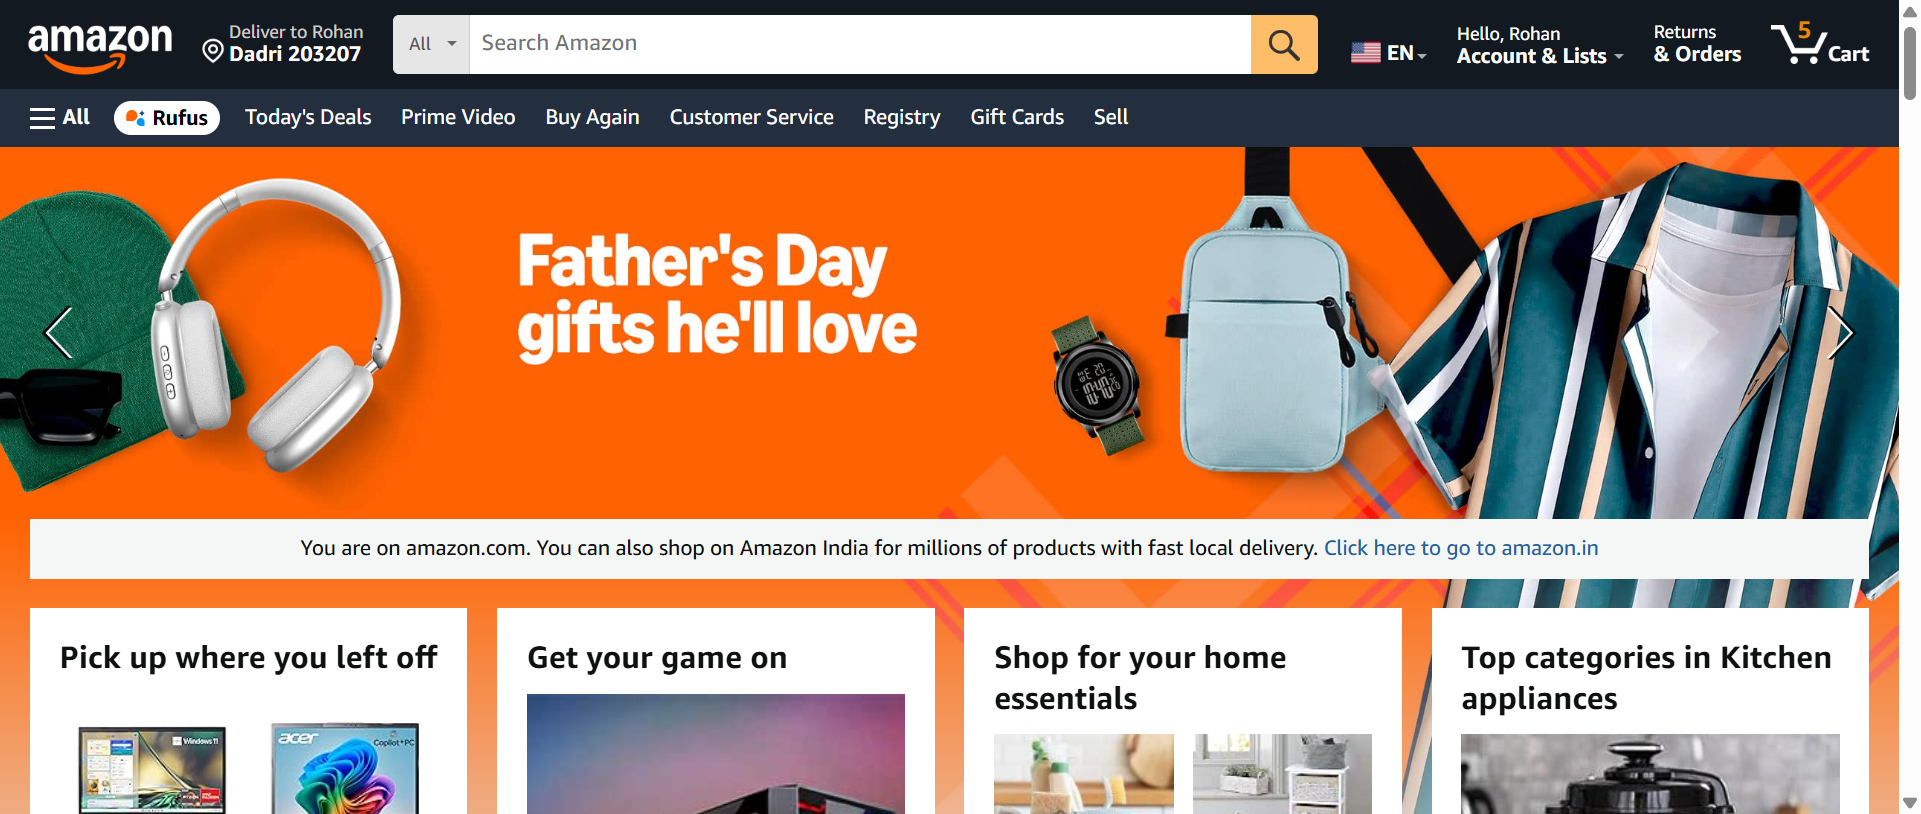 amazon
Deliver to Rohan
Dadri 203207
All
Search Amazon
EN
Hello, Rohan
Account & Lists
Returns
& Orders
5
Cart
All
Rufus
Today's Deals
Prime Video
Buy Again
Customer Service
Registry
Gift Cards
Sell
Father's Day
gifts he'll love
WE 20
10:40
You are on amazon.com. You can also shop on Amazon India for millions of products with fast local delivery. Click here to go to amazon.in
Pick up where you left off
Get your game on
Shop for your home
essentials
Top categories in Kitchen
appliances
Windows 11
acer
Copilot+PC